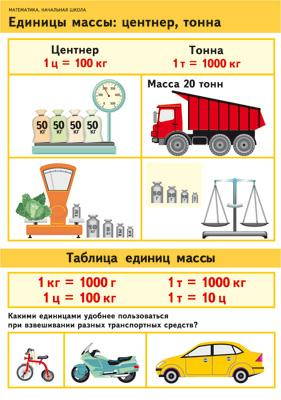 МАТЕМАТИКА. НАЧАЛЬНАЯ ШКОЛА
Единицы массы: центнер, тонна
Центнер
1 ц = 100 кг
Тонна
1 т = 1000 кг
50 кг
50 кг
50 кг
50 кг
Масса 20 тонн
Таблица единиц массы
1 кг = 1000 г
1 т = 1000 кг
1 ц = 100 кг
1 т = 10 ц
Какими единицами удобнее пользоваться
при взвешивании разных транспортных средств?